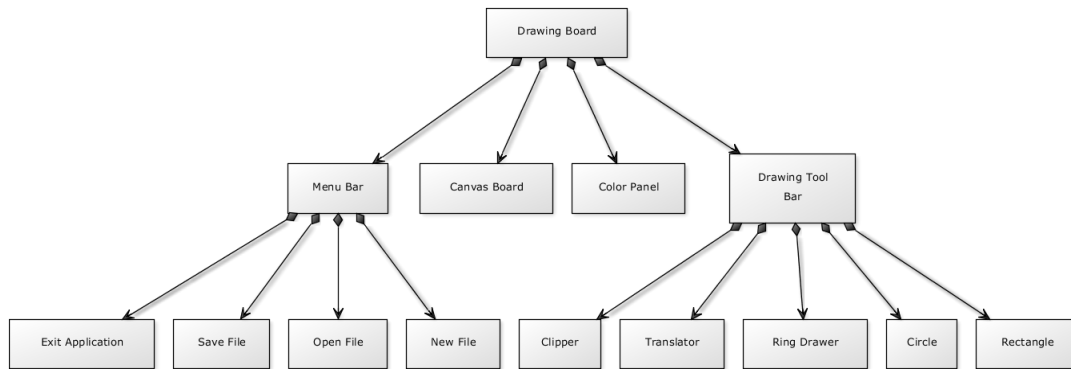 Drawing Board
Menu Bar
Canvas Board
Color Panel
Drawing Tool
Bar
Exit Application
Save File
Open File
New File
Clipper
Translator
Ring Drawer
Circle
Rectangle